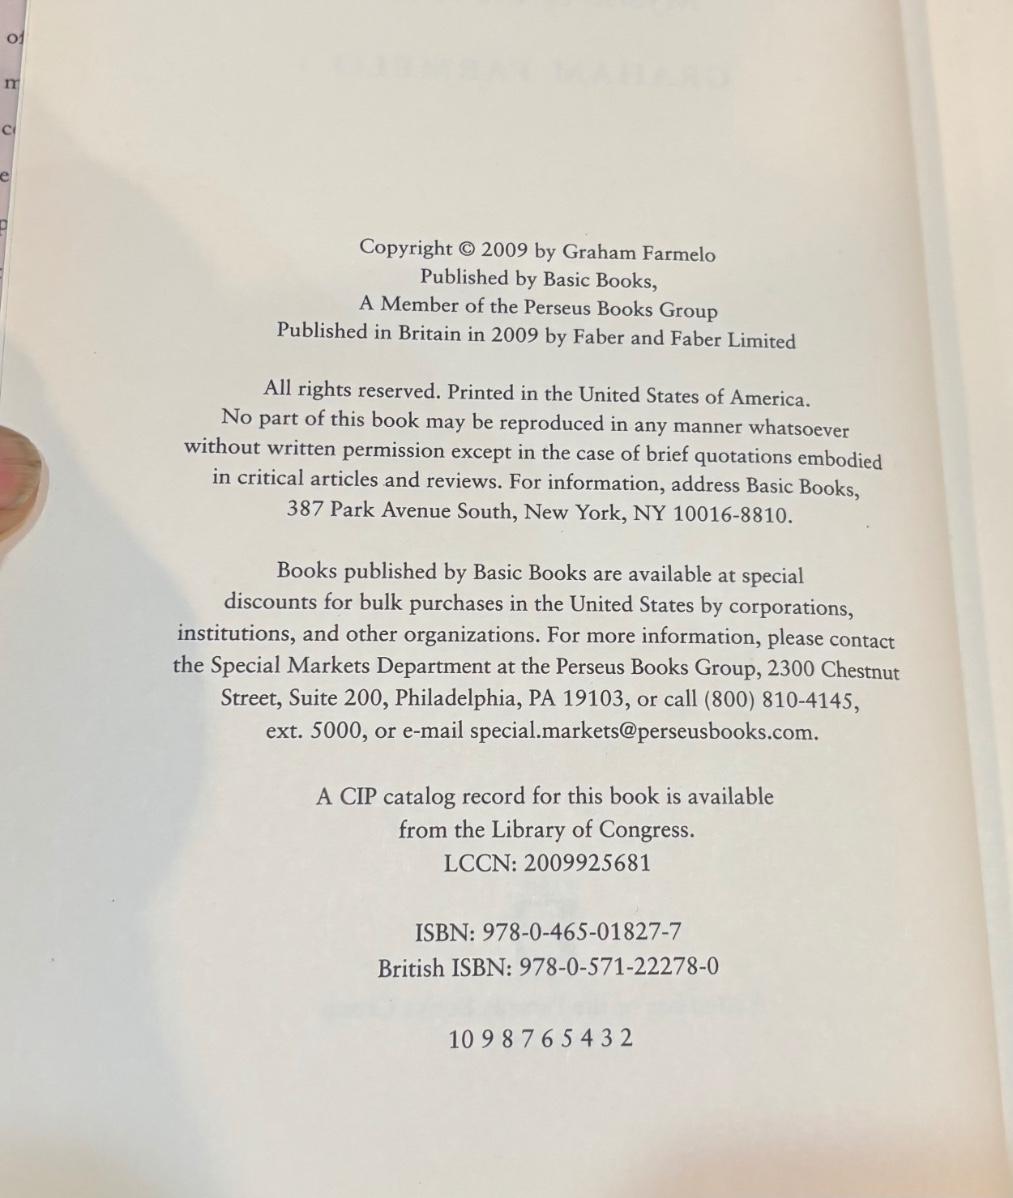 Copyright © 2009 by Graham Farmelo
Published by Basic Books,
A Member of the Perseus Books Group
Published in Britain in 2009 by Faber and Faber Limited
All rights reserved. Printed in the United States of America.
No part of this book may be reproduced in any manner whatsoever
without written permission except in the case of brief quotations embodied
in critical articles and reviews. For information, address Basic Books,
387 Park Avenue South, New York, NY 10016-8810.
Books published by Basic Books are available at special
discounts for bulk purchases in the United States by corporations,
institutions, and other organizations. For more information, please contact
the Special Markets Department at the Perseus Books Group, 2300 Chestnut
Street, Suite 200, Philadelphia, PA 19103, or call (800) 810-4145,
ext. 5000, or e-mail special.markets@perseusbooks.com.
A CIP catalog record for this book is available
from the Library of Congress.
LCCN: 2009925681
ISBN: 978-0-465-01827-7
British ISBN: 978-0-571-22278-0
10 9 8 7 6 5 4 3 2